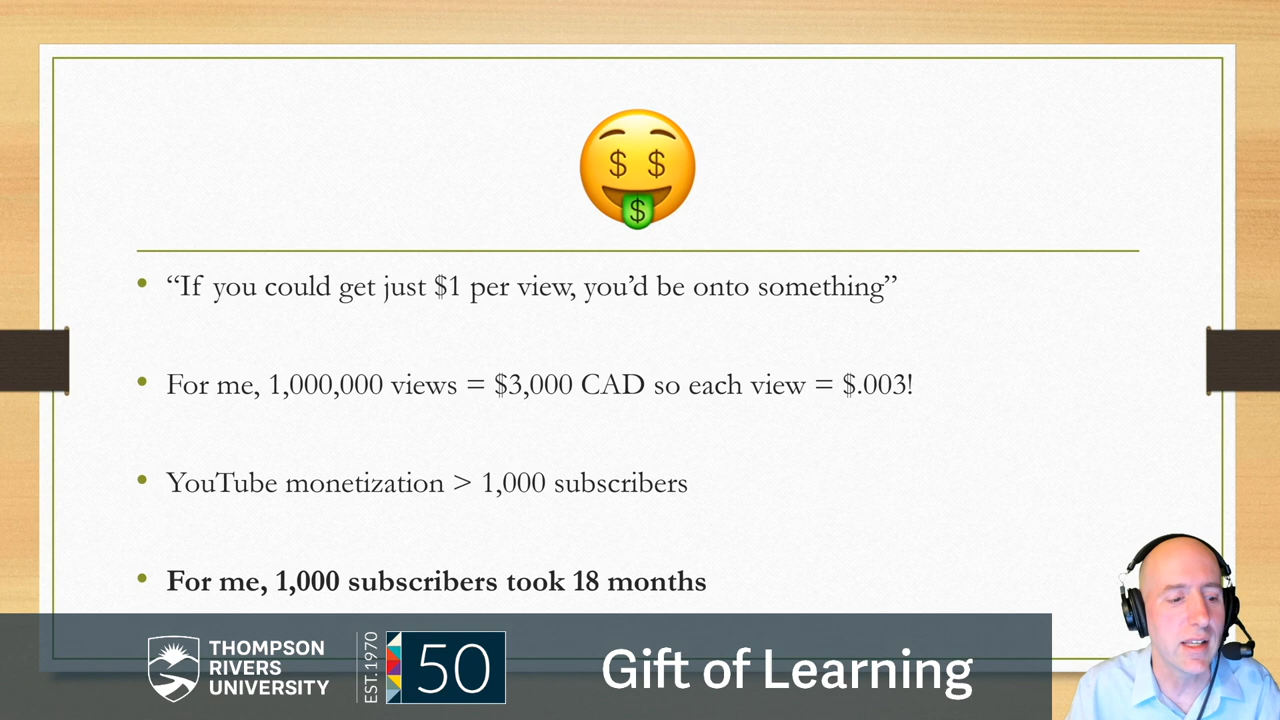 $ $
$
“If you could get just $1 per view, you’d be onto something”
For me, 1,000,000 views = $3,000 CAD so each view = $.003!
YouTube monetization > 1,000 subscribers
For me, 1,000 subscribers took 18 months
THOMPSON
RIVERS
UNIVERSITY
EST.1970
50
Gift of Learning